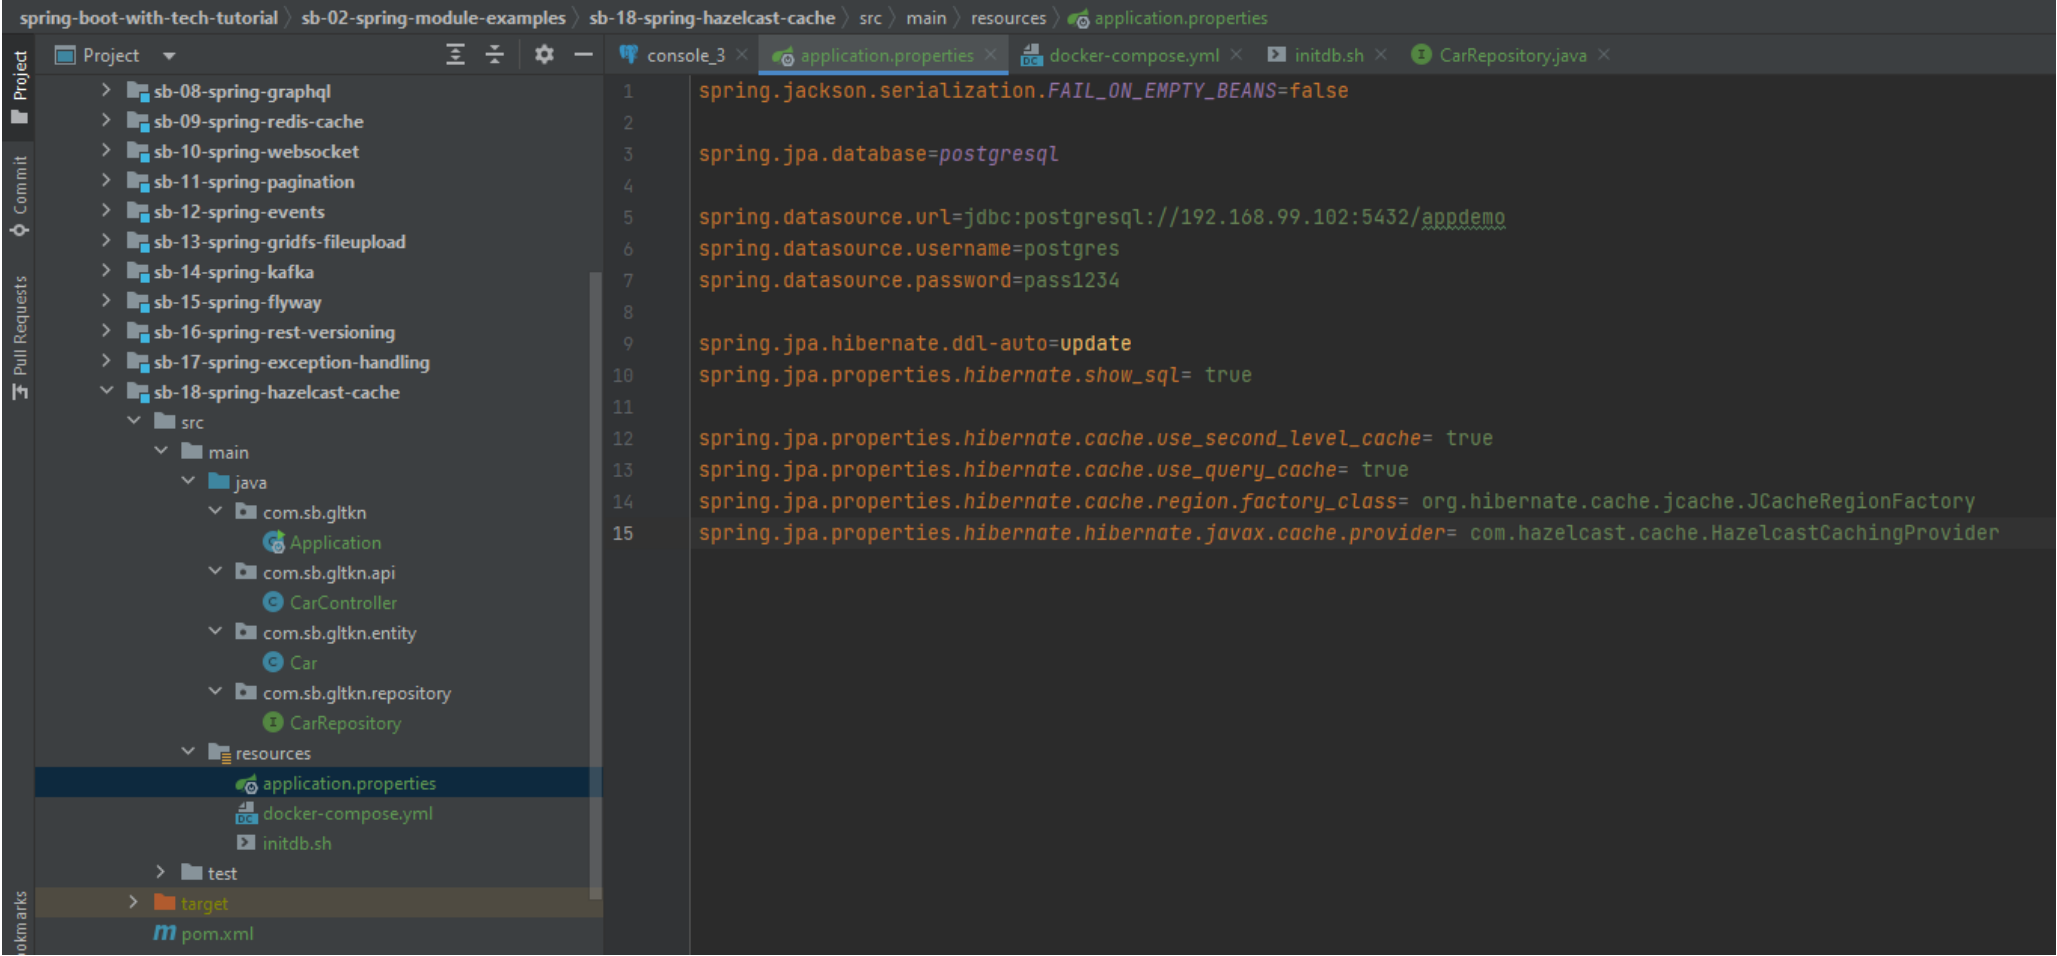 spring-boot-with-tech-tutorial 〉 sb-02-spring-module-examples 〉 sb-18-spring-hazelcast-cache 〉 src 〉 main 〉 resources 〉 application.properties
Project
Commit
Pull Requests
okmarks
Project
sb-08-spring-graphql
sb-09-spring-redis-cache
sb-10-spring-websocket
sb-11-spring-pagination
sb-12-spring-events
sb-13-spring-gridfs-fileupload
sb-14-spring-kafka
sb-15-spring-flyway
sb-16-spring-rest-versioning
sb-17-spring-exception-handling
sb-18-spring-hazelcast-cache
src
main
java
com.sb.gltkn
Application
com.sb.gltkn.api
CarController
com.sb.gltkn.entity
Car
com.sb.gltkn.repository
CarRepository
resources
application.properties
docker-compose.yml
initdb.sh
test
target
pom.xml
console_3 application.properties docker-compose.yml initdb.sh CarRepository.java
1 spring.jackson.serialization.FAIL_ON_EMPTY_BEANS=false
2
3 spring.jpa.database=postgresql
4
5 spring.datasource.url=jdbc:postgresql://192.168.99.102:5432/appdemo
6 spring.datasource.username=postgres
7 spring.datasource.password=pass1234
8
9 spring.jpa.hibernate.ddl-auto=update
10 spring.jpa.properties.hibernate.show_sql= true
11
12 spring.jpa.properties.hibernate.cache.use_second_level_cache= true
13 spring.jpa.properties.hibernate.cache.use_query_cache= true
14 spring.jpa.properties.hibernate.cache.region.factory_class= org.hibernate.cache.jcache.JCacheRegionFactory
15 spring.jpa.properties.hibernate.hibernate.javax.cache.provider= com.hazelcast.cache.HazelcastCachingProvider